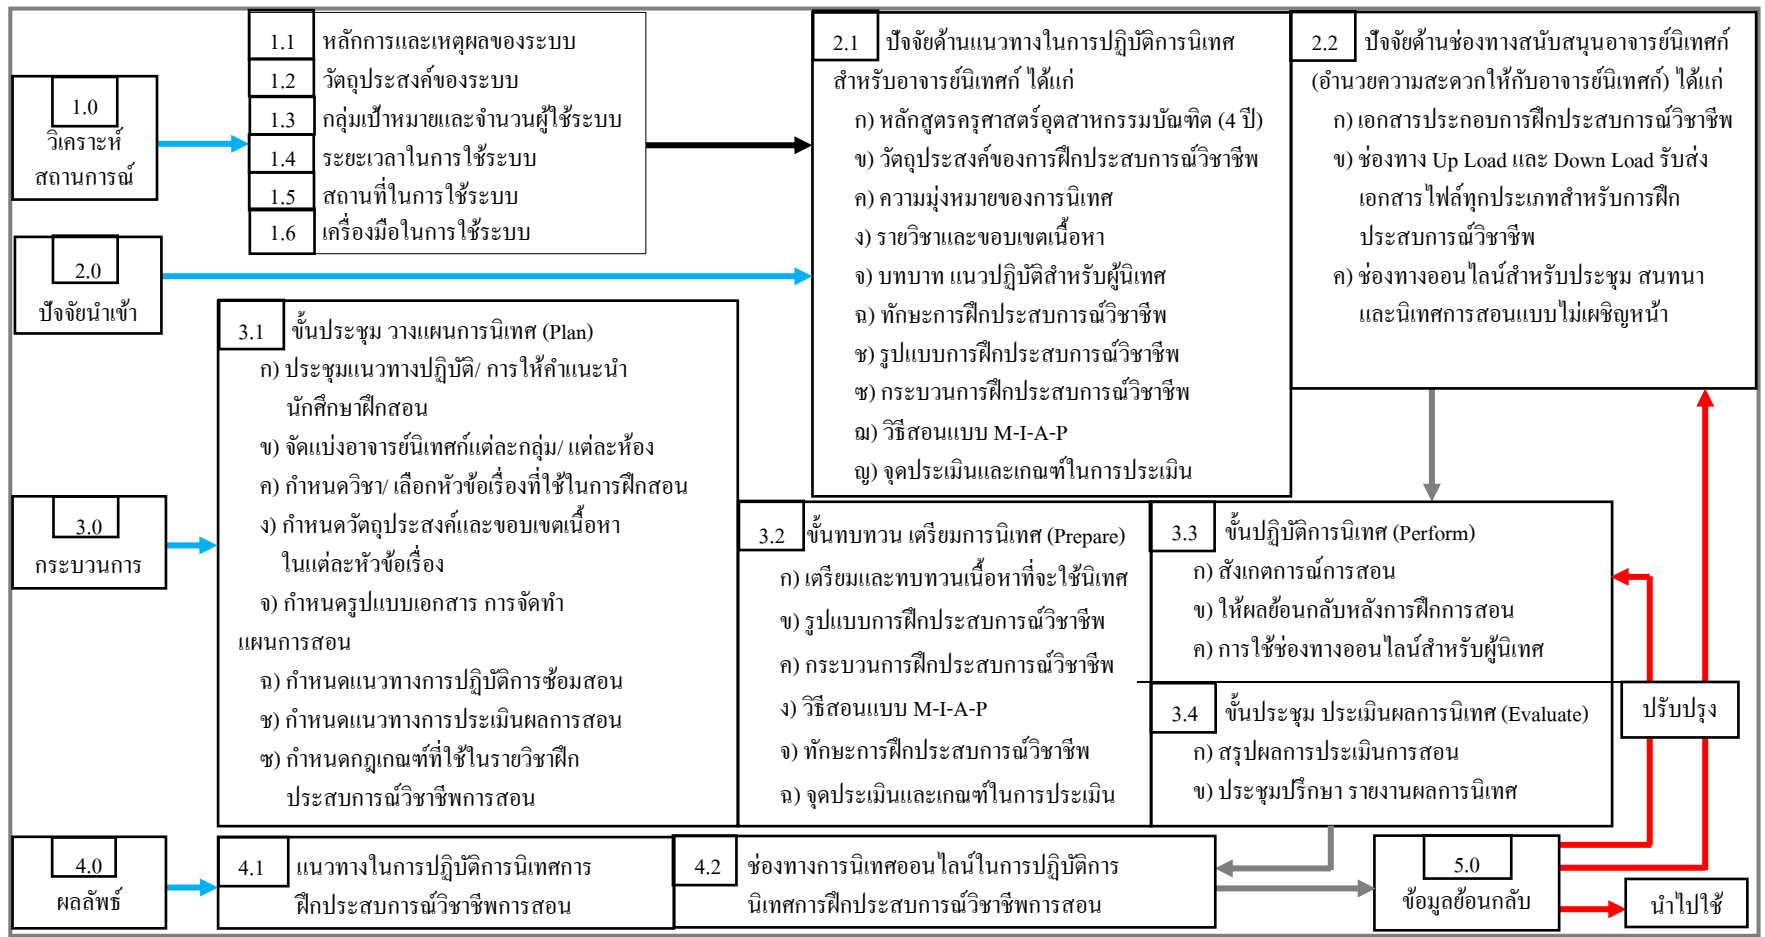 1.0
วิเคราะห์
สถานการณ์
1.1 หลักการและเหตุผลของระบบ
1.2 วัตถุประสงค์ของระบบ
1.3 กลุ่มเป้าหมายและจำนวนผู้ใช้ระบบ
1.4 ระยะเวลาในการใช้ระบบ
1.5 สถานที่ในการใช้ระบบ
1.6 เครื่องมือในการใช้ระบบ
2.0
ปัจจัยนำเข้า
2.1 ปัจจัยด้านแนวทางในการปฏิบัติการนิเทศ
สำหรับอาจารย์นิเทศก์ ได้แก่
ก) หลักสูตรครุศาสตร์อุตสาหกรรมบัณฑิต (4 ปี)
ข) วัตถุประสงค์ของการฝึกประสบการณ์วิชาชีพ
ค) ความมุ่งหมายของการนิเทศ
ง) รายวิชาและขอบเขตเนื้อหา
จ) บทบาท แนวปฏิบัติสำหรับผู้นิเทศ
ฉ) ทักษะการฝึกประสบการณ์วิชาชีพ
ช) รูปแบบการฝึกประสบการณ์วิชาชีพ
ซ) กระบวนการฝึกประสบการณ์วิชาชีพ
ฌ) วิธีสอนแบบ M-I-A-P
ญ) จุดประเมินและเกณฑ์ในการประเมิน
2.2 ปัจจัยด้านช่องทางสนับสนุนอาจารย์นิเทศก์
(อำนวยความสะดวกให้กับอาจารย์นิเทศก์) ได้แก่
ก) เอกสารประกอบการฝึกประสบการณ์วิชาชีพ
ข) ช่องทาง Up Load และ Down Load รับส่ง
เอกสารไฟล์ทุกประเภทสำหรับการฝึก
ประสบการณ์วิชาชีพ
ค) ช่องทางออนไลน์สำหรับประชุม สนทนา
และนิเทศการสอนแบบไม่เผชิญหน้า
3.0
กระบวนการ
3.1 ขั้นประชุม วางแผนการนิเทศ (Plan)
ก) ประชุมแนวทางปฏิบัติ/ การให้คำแนะนำ
นักศึกษาฝึกสอน
ข) จัดแบ่งอาจารย์นิเทศก์แต่ละกลุ่ม/ แต่ละห้อง
ค) กำหนดวิชา/ เลือกหัวข้อเรื่องที่ใช้ในการฝึกสอน
ง) กำหนดวัตถุประสงค์และขอบเขตเนื้อหา
ในแต่ละหัวข้อเรื่อง
จ) กำหนดรูปแบบเอกสาร การจัดทำ
แผนการสอน
ฉ) กำหนดแนวทางการปฏิบัติการซ้อมสอน
ช) กำหนดแนวทางการประเมินผลการสอน
ซ) กำหนดกฎเกณฑ์ที่ใช้ในรายวิชาฝึก
ประสบการณ์วิชาชีพการสอน
3.2 ขั้นทบทวน เตรียมการนิเทศ (Prepare)
ก) เตรียมและทบทวนเนื้อหาที่จะใช้นิเทศ
ข) รูปแบบการฝึกประสบการณ์วิชาชีพ
ค) กระบวนการฝึกประสบการณ์วิชาชีพ
ง) วิธีสอนแบบ M-I-A-P
จ) ทักษะการฝึกประสบการณ์วิชาชีพ
ฉ) จุดประเมินและเกณฑ์ในการประเมิน
3.3 ขั้นปฏิบัติการนิเทศ (Perform)
ก) สังเกตการณ์การสอน
ข) ให้ผลย้อนกลับหลังการฝึกการสอน
ค) การใช้ช่องทางออนไลน์สำหรับผู้นิเทศ
3.4 ขั้นประชุม ประเมินผลการนิเทศ (Evaluate)
ก) สรุปผลการประเมินการสอน
ข) ประชุมปรึกษา รายงานผลการนิเทศ
ปรับปรุง
4.0
ผลลัพธ์
4.1 แนวทางในการปฏิบัติการนิเทศการ
ฝึกประสบการณ์วิชาชีพการสอน
4.2 ช่องทางการนิเทศออนไลน์ในการปฏิบัติการ
นิเทศการฝึกประสบการณ์วิชาชีพการสอน
5.0
ข้อมูลย้อนกลับ
นำไปใช้